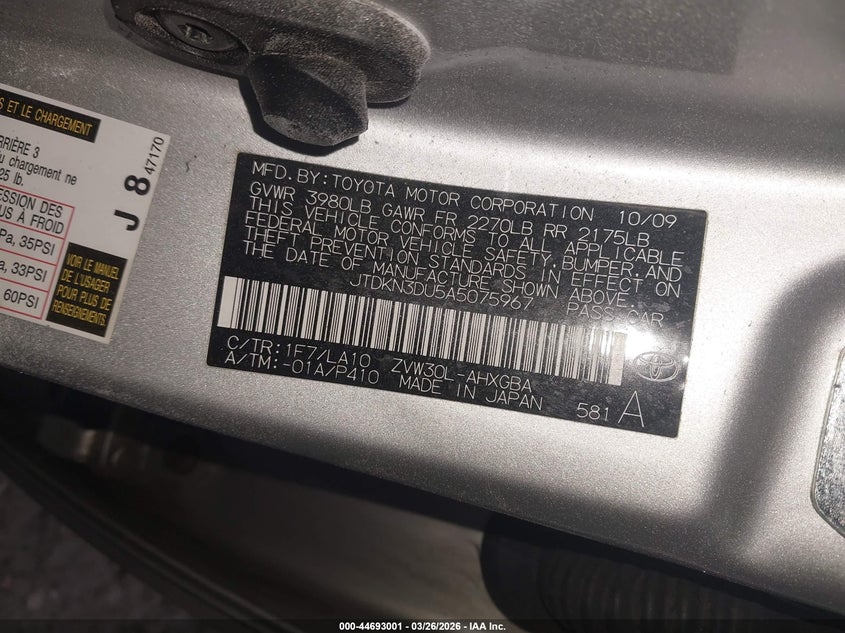 S ET LE CHARGEMENT
RRIÈRE 3
u chargement ne
25 lb.
ESSION DES
US À FROID
Pa, 35PSI
a, 33PSI
60PSI
VOIR LE MANUEL
DE L'USAGER
POUR PLUS DE
RENSEIGNEMENTS
J 8
47170
MFD. BY: TOYOTA MOTOR CORPORATION 10/09
GVWR 3980LB GAWR FR 2270LB RR 2175LB
THIS VEHICLE CONFORMS TO ALL APPLICABLE
FEDERAL MOTOR VEHICLE SAFETY, BUMPER, AND
THEFT PREVENTION STANDARDS IN EFFECT ON
THE DATE OF MANUFACTURE SHOWN ABOVE.
JTDKN3DU5A5075967 PASS CAR
C/TR: 1F7/LA10 ZVW30L-AHXGBA
A/TM: -01A/P410 MADE IN JAPAN 581 A
000-44693001 — 03/26/2026 - IAA Inc.